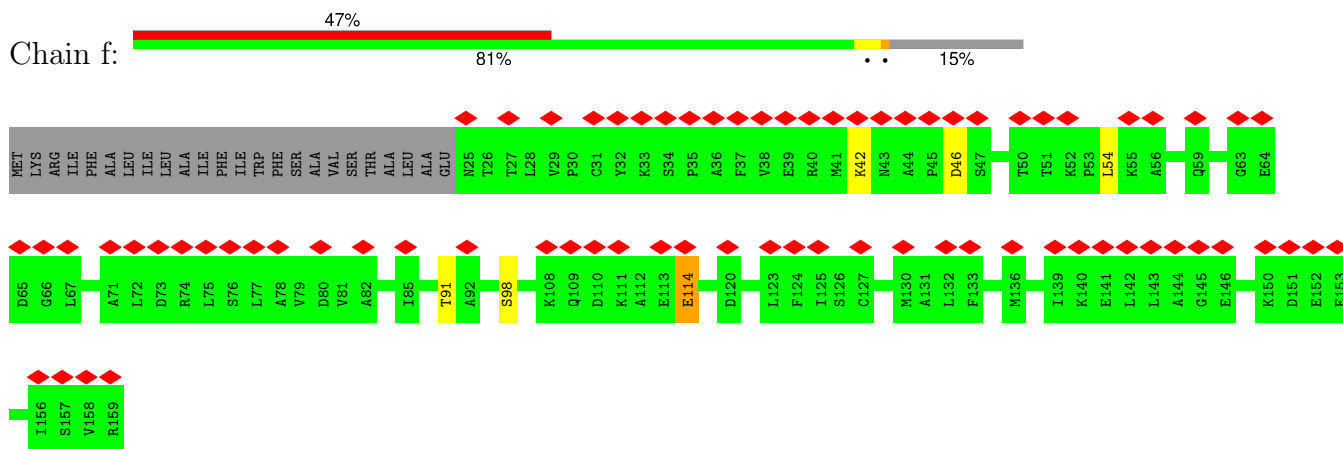 47%
Chain f:
81% • • 15%
MET LYS ARG ILE PHE ALA LEU ILE LEU ALA ILE PHE ILE TRP PHE SER ALA VAL SER THR ALA LEU ALA GLU N25 T26 T27 L28 V29 P30 C31 Y32 K33 S34 P35 A36 F37 V38 E39 R40 M41 K42 N43 A44 P45 D46 S47 T50 T51 K52 P53 L54 K55 A56 Q59 G63 E64
D65 G66 L67 A71 L72 D73 R74 L75 S76 L77 A78 V79 D80 V81 A82 I85 T91 A92 S98 K108 Q109 D110 K111 A112 E113 E114 D120 L123 F124 I125 S126 C127 M130 A131 L132 F133 M136 I139 K140 E141 L142 L143 A144 G145 E146 K150 D151 E152 F153
I156 S157 V158 R159